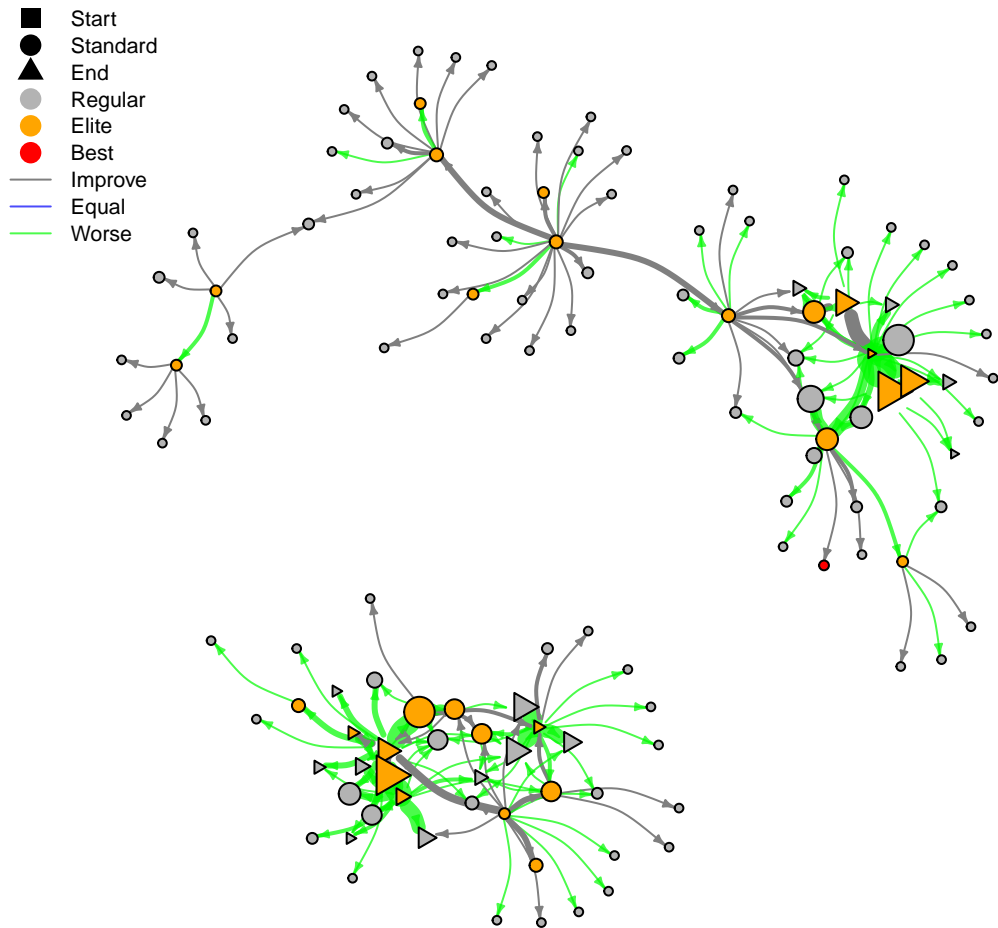 Start
Standard
End
Regular
Elite
Best
Improve
Equal
Worse